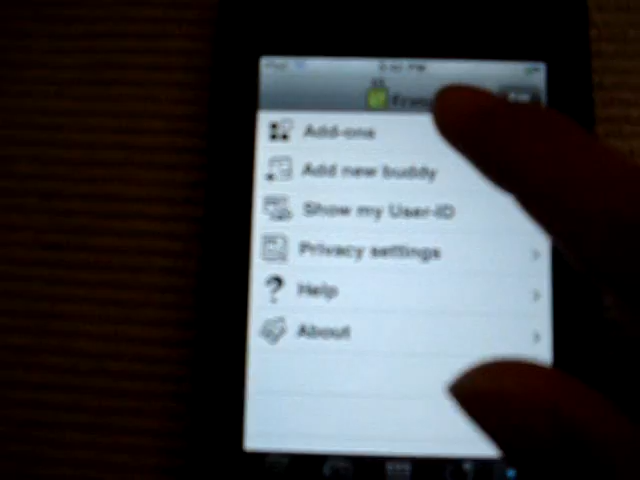 Add-ons
Add new buddy
Show my User-ID
Privacy settings
Help
About